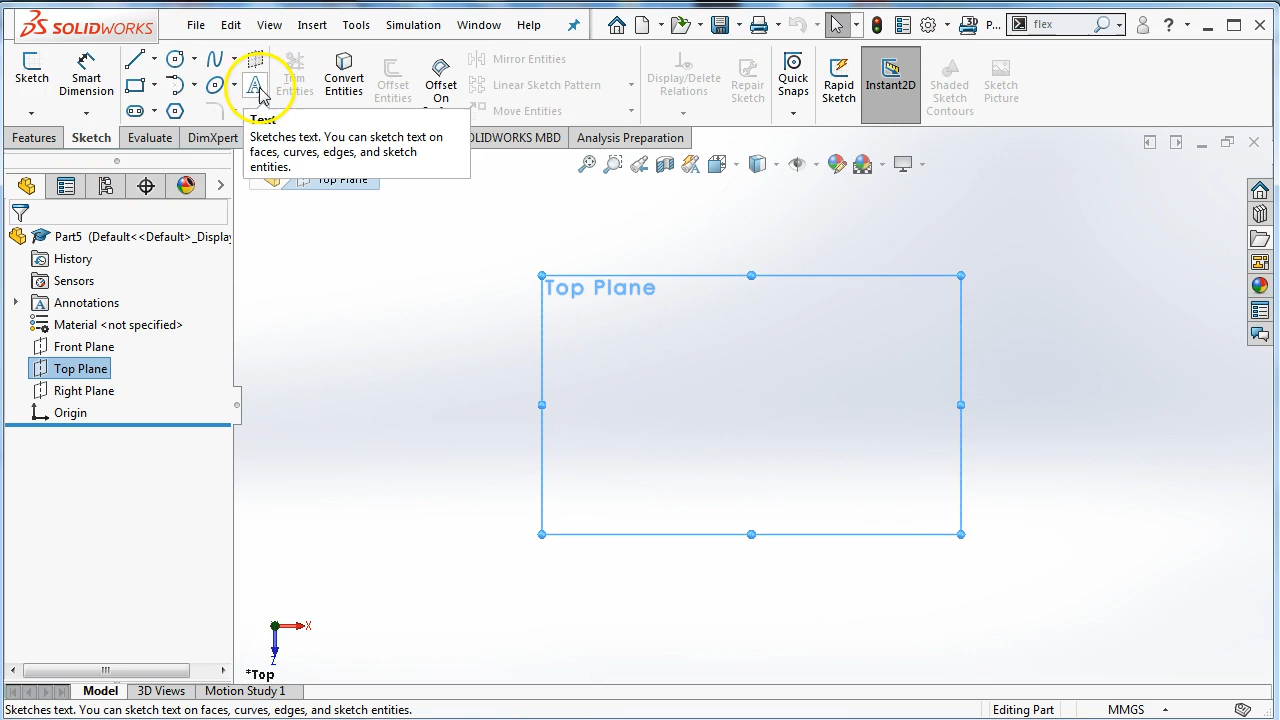 SOLIDWORKS
File Edit View Insert Tools Simulation Window Help
P... flex ?
Sketch
Smart Dimension
A
Trim Entities
Convert Entities
Offset Entities
Offset On
Mirror Entities
Linear Sketch Pattern
Move Entities
Display/Delete Relations
Repair Sketch
Quick Snaps
Rapid Sketch
Instant2D
Shaded Sketch Contours
Sketch Picture
Features Sketch Evaluate DimXpert OLIDWORKS MBD Analysis Preparation
Text
Sketches text. You can sketch text on
faces, curves, edges, and sketch
entities.
Top Plane
Part5 (Default<<Default>_Display
History
Sensors
Annotations
Material <not specified>
Front Plane
Top Plane
Right Plane
Origin
Top Plane
X
Z
*Top
Model 3D Views Motion Study 1
Sketches text. You can sketch text on faces, curves, edges, and sketch entities. Editing Part MMGS